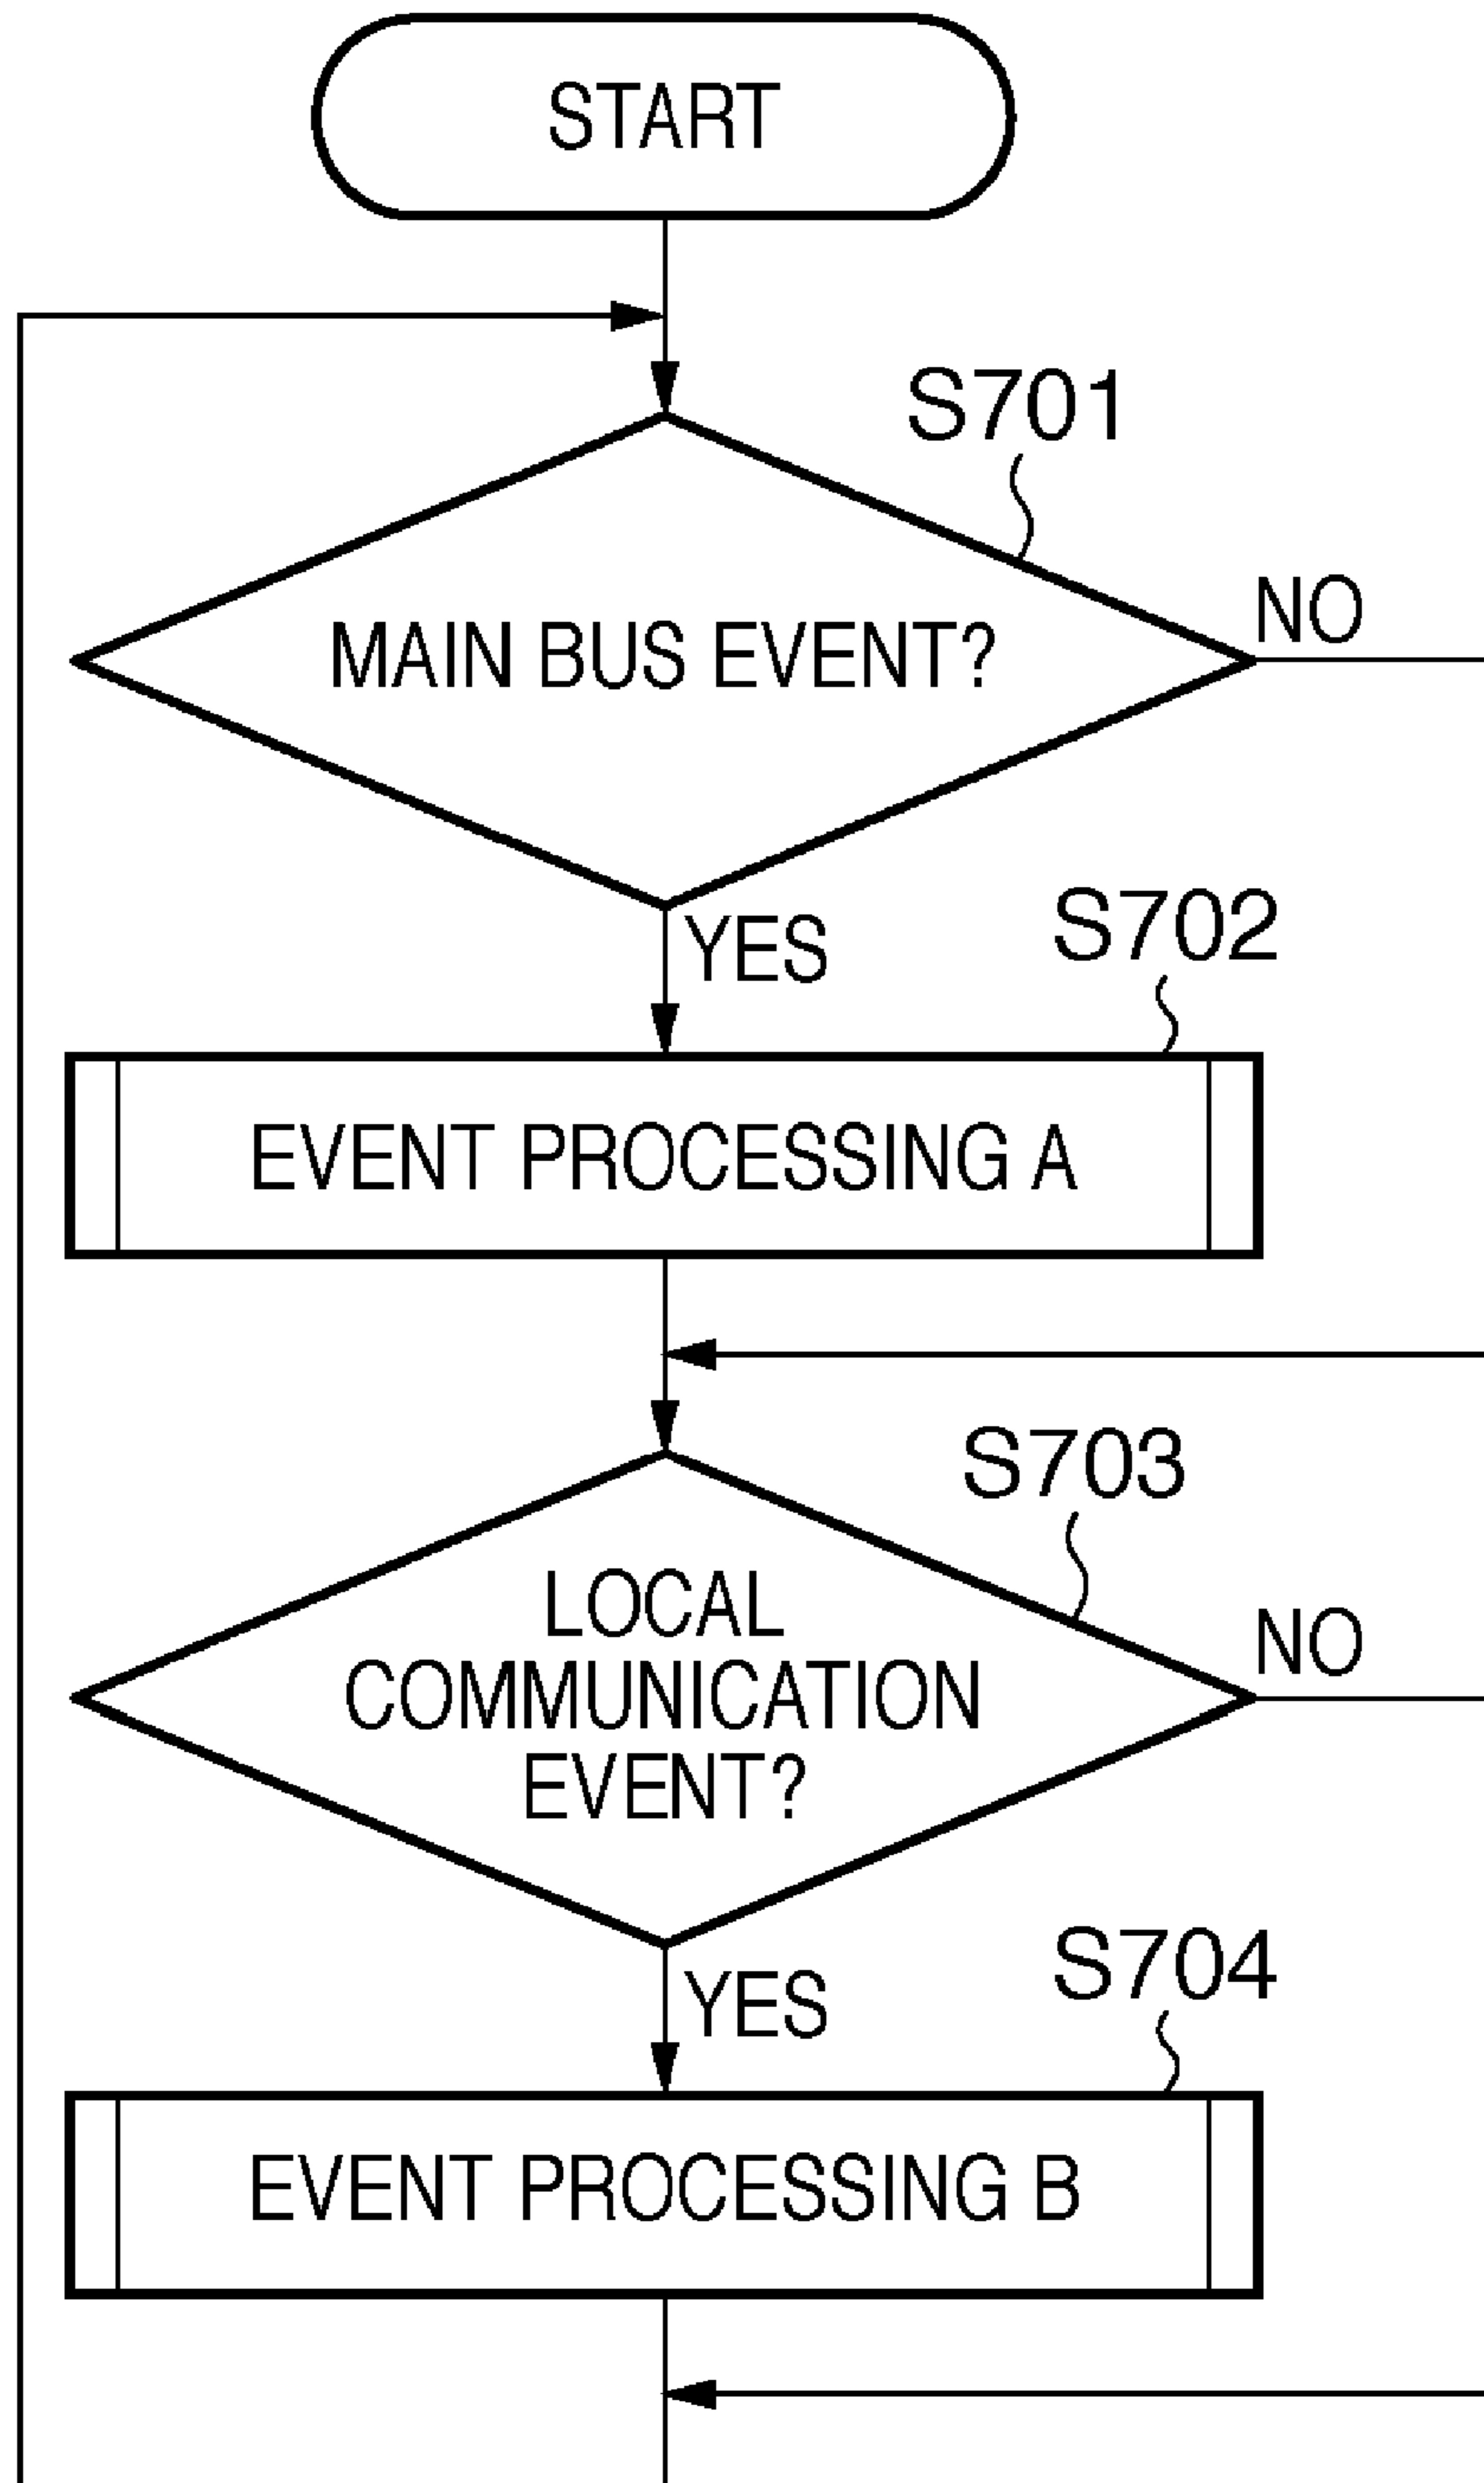 START
S701
MAIN BUS EVENT?
NO
YES
S702
EVENT PROCESSING A
S703
LOCAL
COMMUNICATION
EVENT?
NO
YES
S704
EVENT PROCESSING B